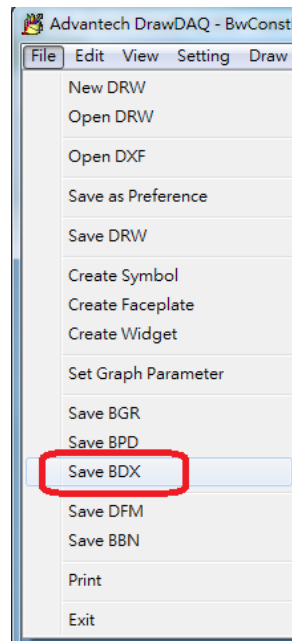 Advantech DrawDAQ - BwConst
File Edit View Setting Draw
New DRW
Open DRW
Open DXF
Save as Preference
Save DRW
Create Symbol
Create Faceplate
Create Widget
Set Graph Parameter
Save BGR
Save BPD
Save BDX
Save DFM
Save BBN
Print
Exit